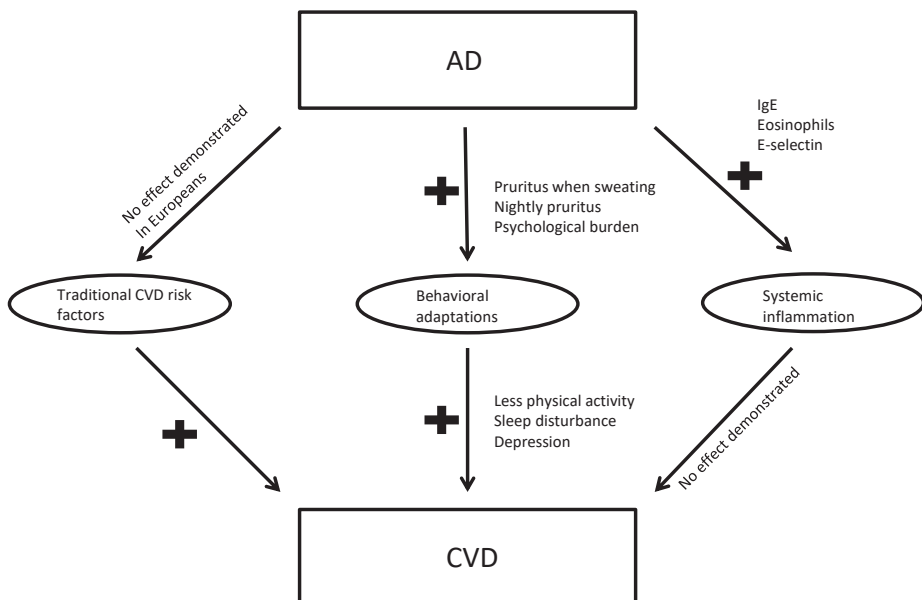 AD
No effect demonstrated
In Europeans
Pruritus when sweating
Nightly pruritus
Psychological burden
IgE
Eosinophils
E-selectin
Traditional CVD risk
factors
Behavioral
adaptations
Systemic
inflammation
Less physical activity
Sleep disturbance
Depression
No effect demonstrated
CVD